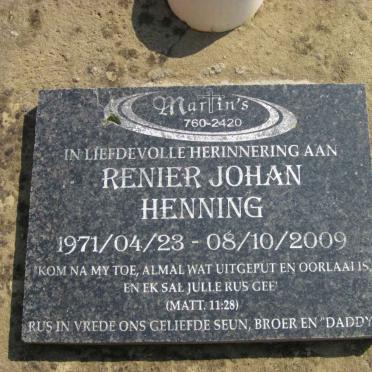 Martin's
760-2420
IN LIEFDEVOLLE HERINNERING AAN
RENIER JOHAN
HENNING
1971/04/23 - 08/10/2009
'KOM NA MY TOE, ALMAL WAT UITGEPUT EN OORLAAI IS,
EN EK SAL JULLE RUS GEE'
(MATT. 11:28)
RUS IN VREDE ONS GELIEFDE SEUN, BROER EN "DADDY"